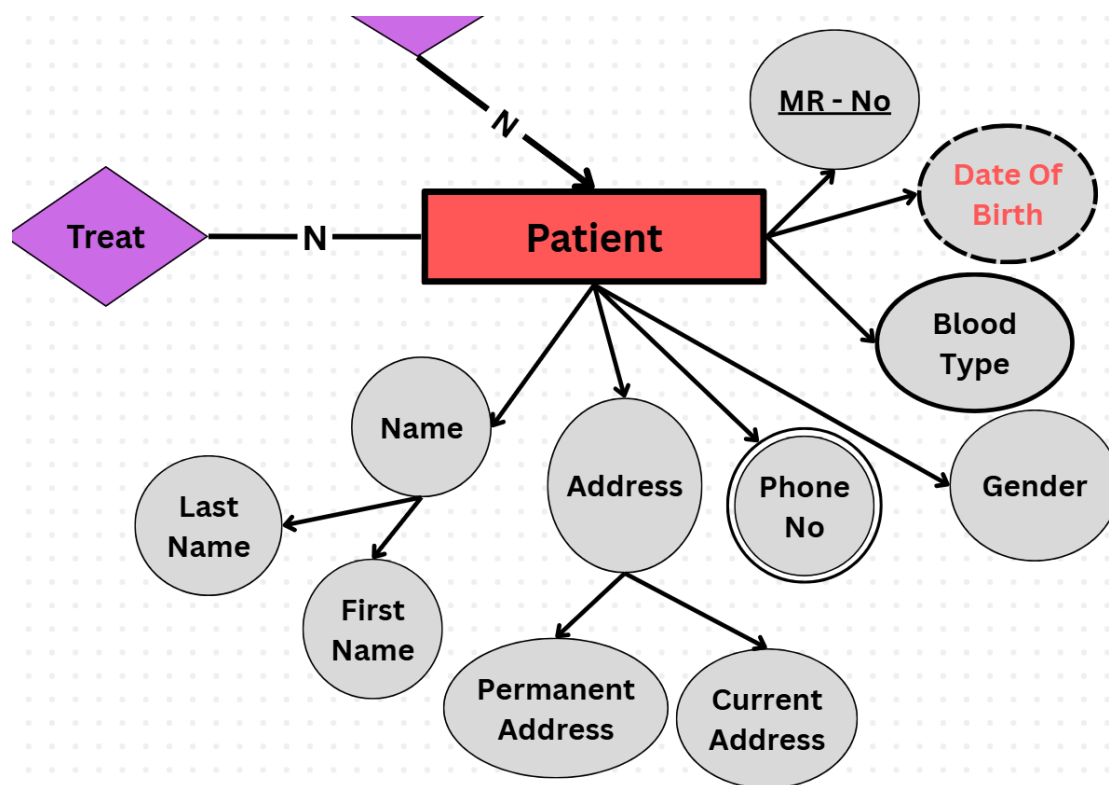 MR - No
N
Date Of
Birth
Treat
N
Patient
Blood
Type
Name
Address
Phone
No
Gender
Last
Name
First
Name
Permanent
Address
Current
Address